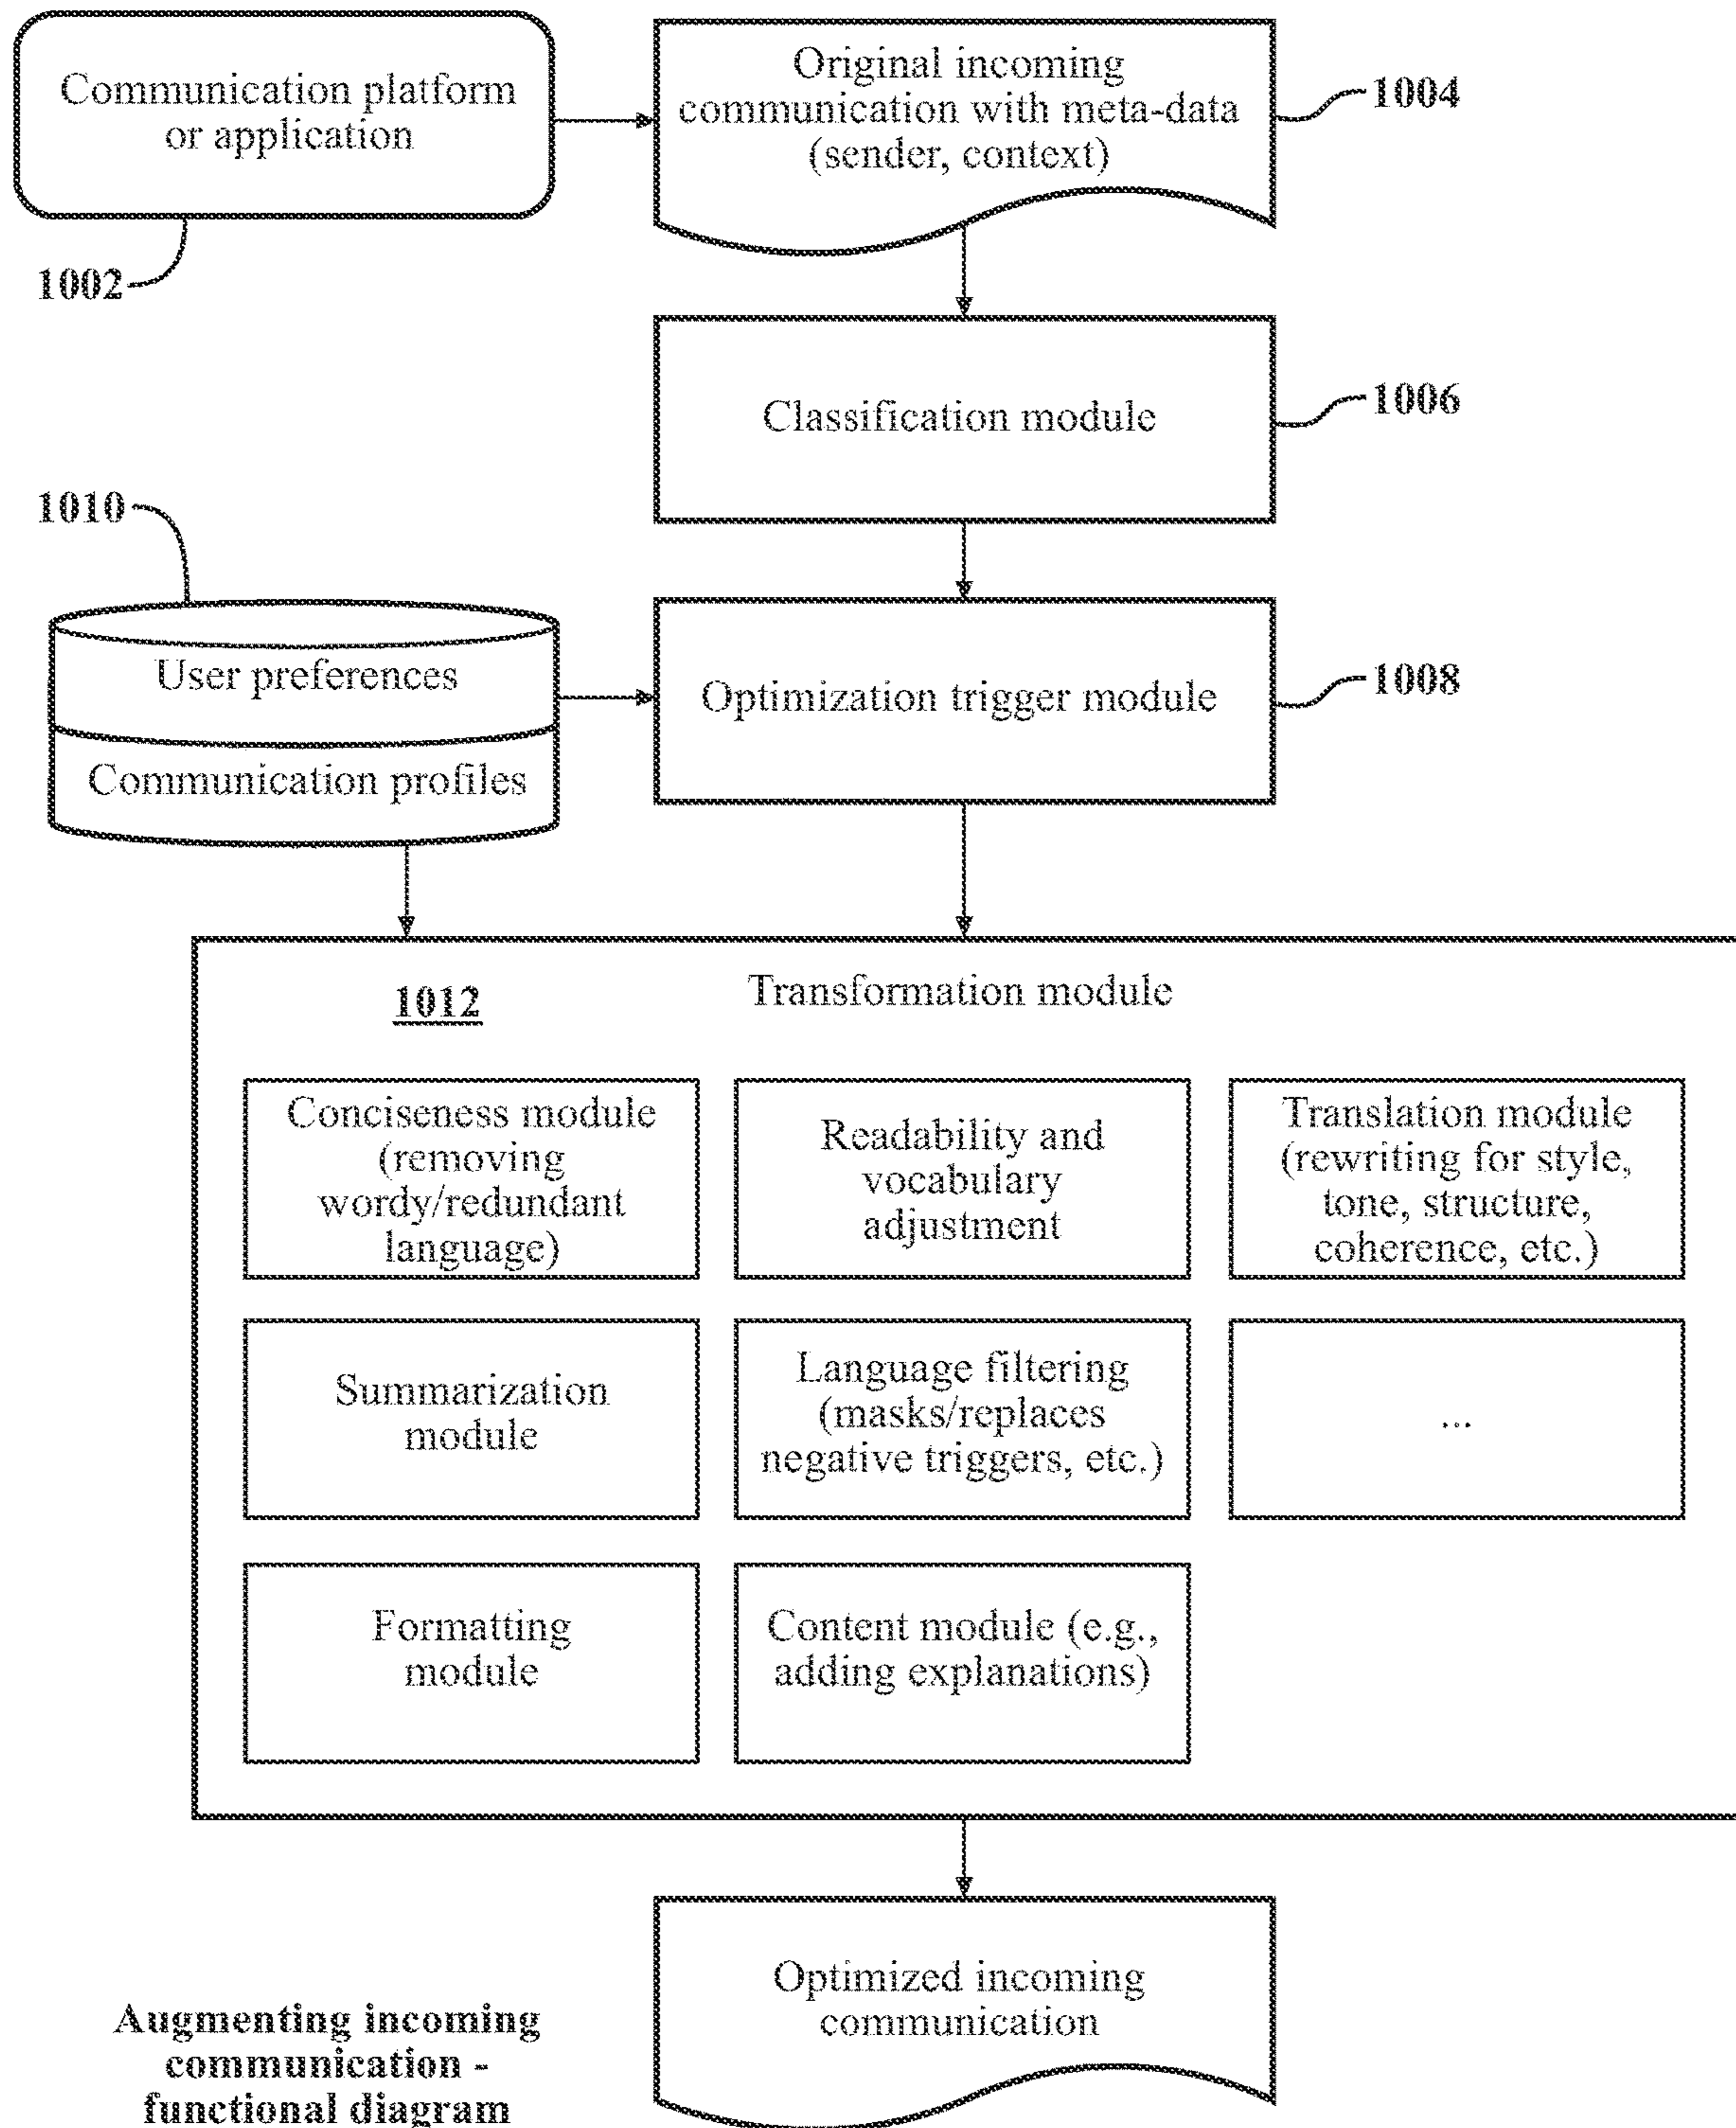 Communication platform
or application
1002
Original incoming
communication with meta-data
(sender, context)
1004
Classification module
1006
1010
User preferences
Communication profiles
Optimization trigger module
1008
1012
Transformation module
Conciseness module
(removing
wordy/redundant
language)
Readability and
vocabulary
adjustment
Translation module
(rewriting for style,
tone, structure,
coherence, etc.)
Summarization
module
Language filtering
(masks/replaces
negative triggers, etc.)
...
Formatting
module
Content module (e.g.,
adding explanations)
Optimized incoming
communication
Augmenting incoming
communication -
functional diagram